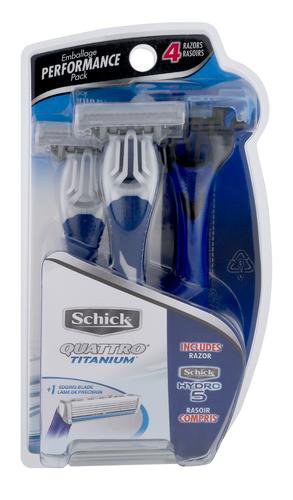 Emballage
PERFORMANCE
Pack
4 RAZORS
RASOIRS
Schick
QUATTRO
TITANIUM™
+1 EDGING BLADE
LAME DE PRÉCISION
INCLUDES
RAZOR
Schick
HYDRO
5
RASOIR
COMPRIS